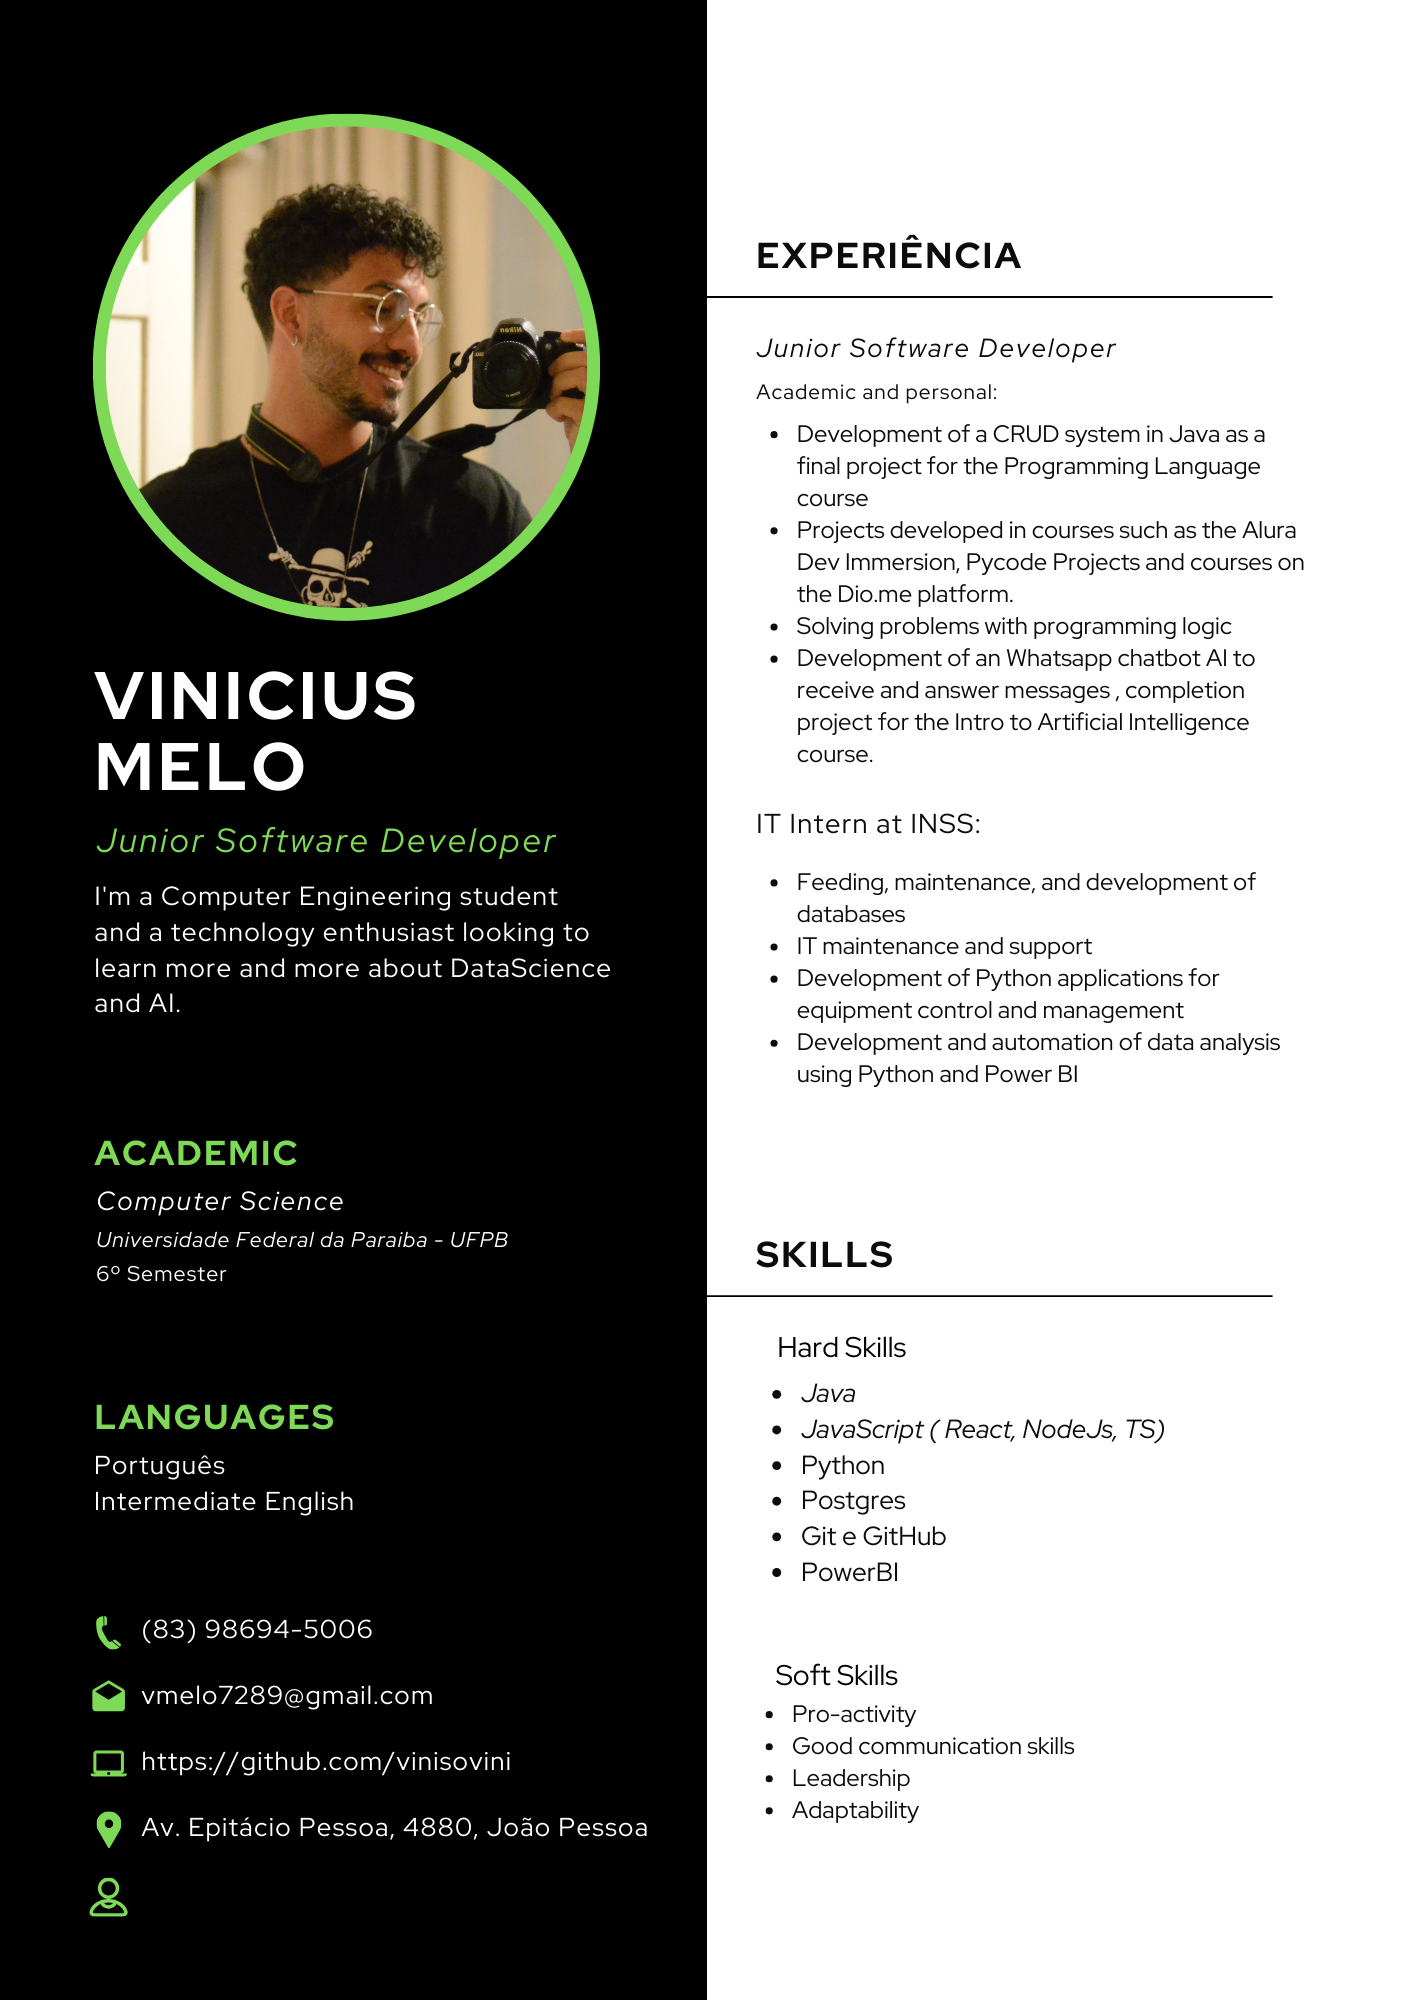 VINICIUS
MELO
Junior Software Developer
I'm a Computer Engineering student
and a technology enthusiast looking to
learn more and more about DataScience
and AI.
ACADEMIC
Computer Science
Universidade Federal da Paraiba - UFPB
6º Semester
LANGUAGES
Português
Intermediate English
(83) 98694-5006
vmelo7289@gmail.com
https://github.com/vinisovini
Av. Epitácio Pessoa, 4880, João Pessoa
EXPERIÊNCIA
Junior Software Developer
Academic and personal:
• Development of a CRUD system in Java as a
final project for the Programming Language
course
• Projects developed in courses such as the Alura
Dev Immersion, Pycode Projects and courses on
the Dio.me platform.
• Solving problems with programming logic
• Development of an Whatsapp chatbot AI to
receive and answer messages , completion
project for the Intro to Artificial Intelligence
course.
IT Intern at INSS:
• Feeding, maintenance, and development of
databases
• IT maintenance and support
• Development of Python applications for
equipment control and management
• Development and automation of data analysis
using Python and Power BI
SKILLS
Hard Skills
• Java
• JavaScript ( React, NodeJs, TS)
• Python
• Postgres
• Git e GitHub
• PowerBI
Soft Skills
• Pro-activity
• Good communication skills
• Leadership
• Adaptability